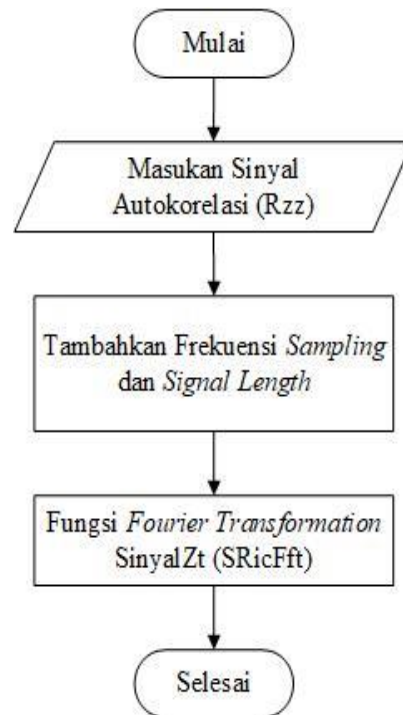 Mulai
Masukan Sinyal
Autokorelasi (Rzz)
Tambahkan Frekuensi Sampling
dan Signal Length
Fungsi Fourier Transformation
SinyalZt (SRicFft)
Selesai